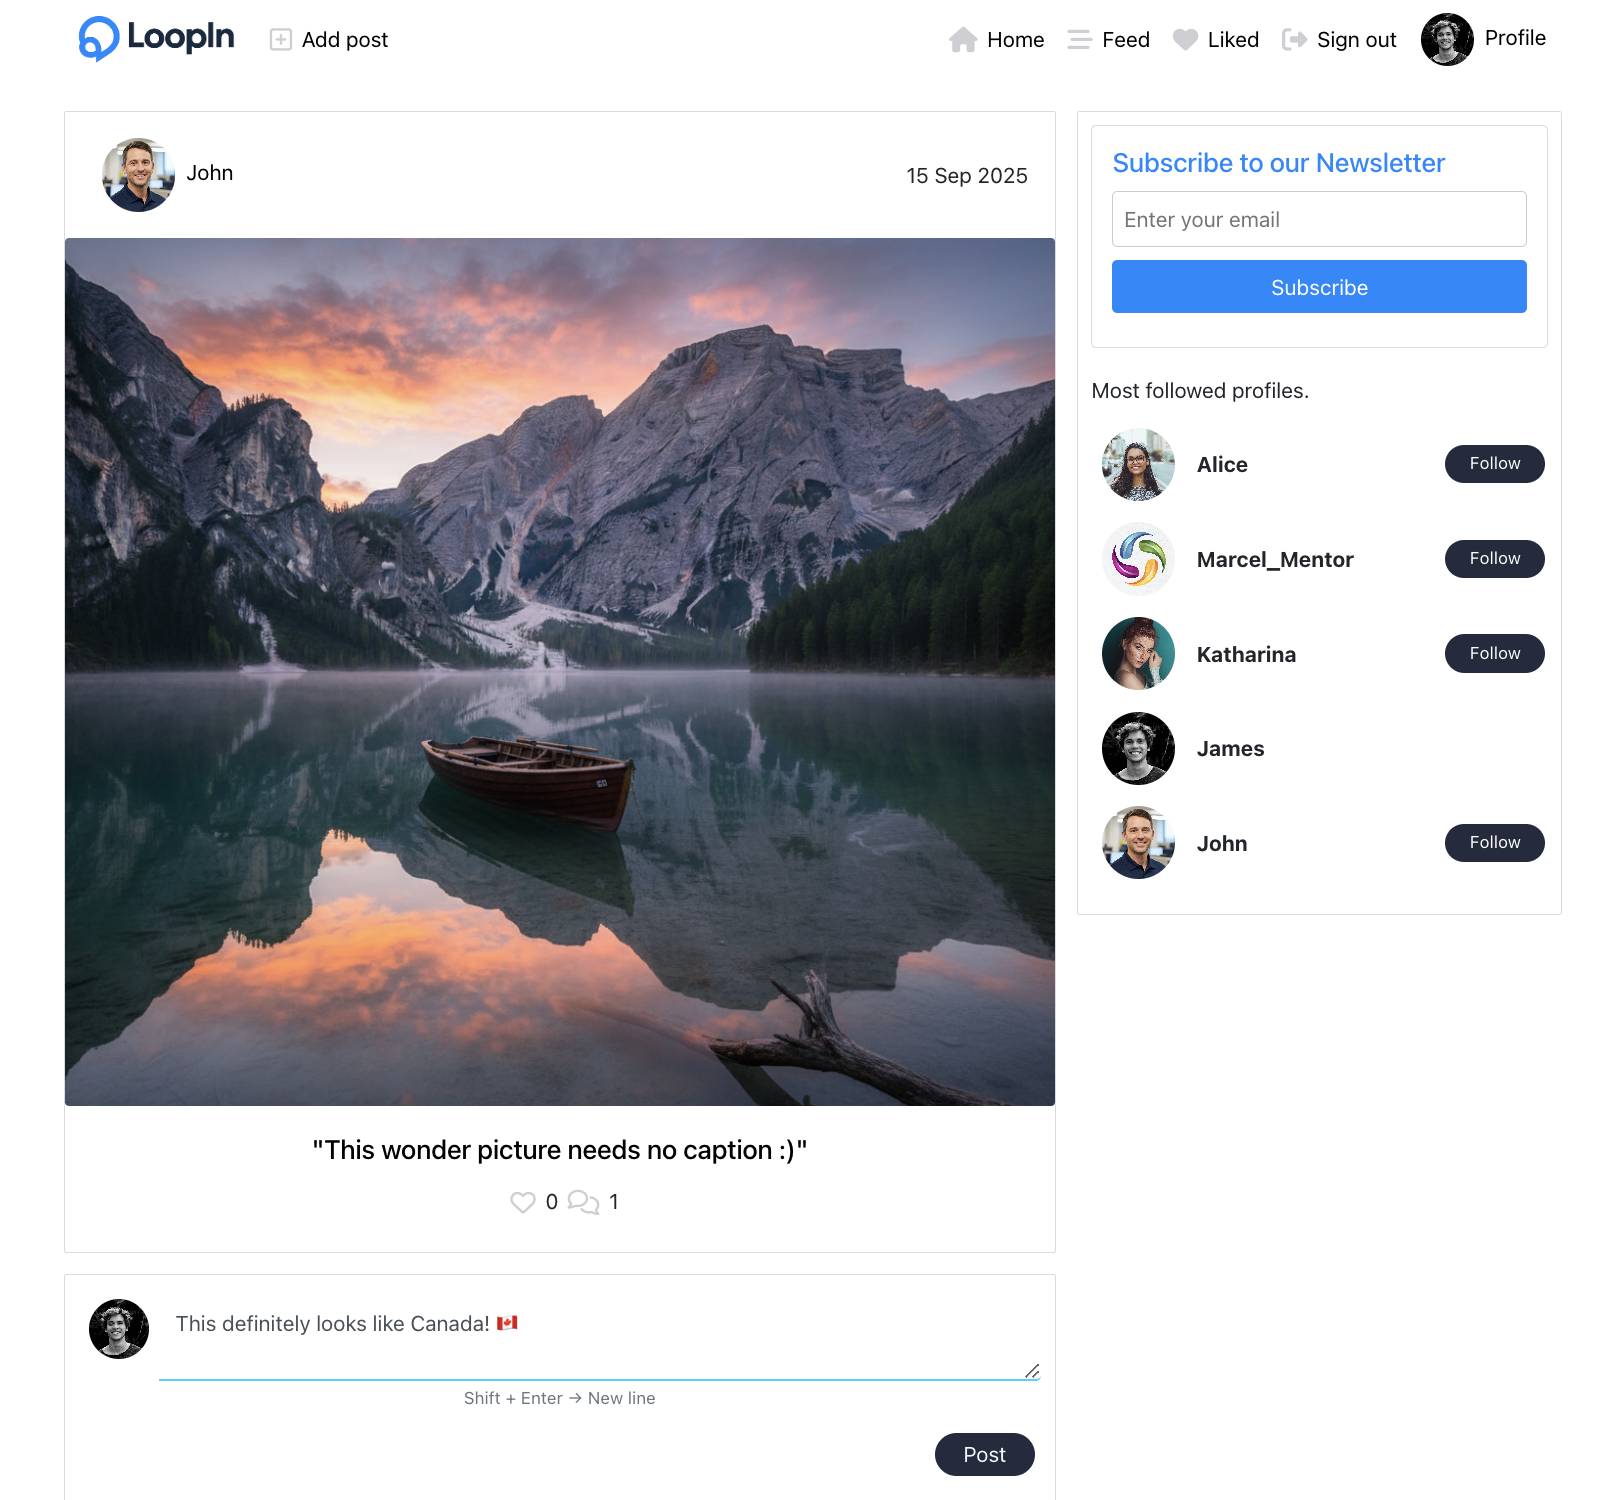 LoopIn
Add post
Home
Feed
Liked
Sign out
Profile
John
15 Sep 2025
"This wonder picture needs no caption :)"
0
1
This definitely looks like Canada! 🇨🇦
Shift + Enter → New line
Post
Subscribe to our Newsletter
Enter your email
Subscribe
Most followed profiles.
Alice
Follow
Marcel_Mentor
Follow
Katharina
Follow
James
John
Follow